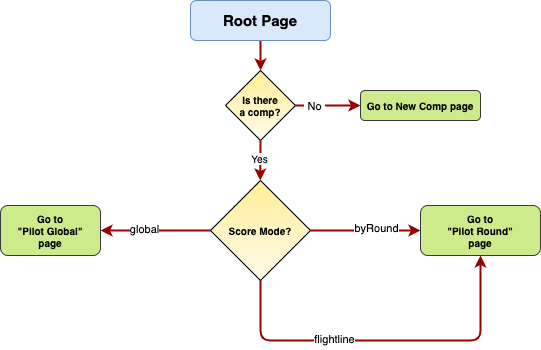 Root Page
Is there
a comp?
No
Go to New Comp page
Yes
Go to
"Pilot Global"
page
global
Score Mode?
byRound
Go to
"Pilot Round"
page
flightline